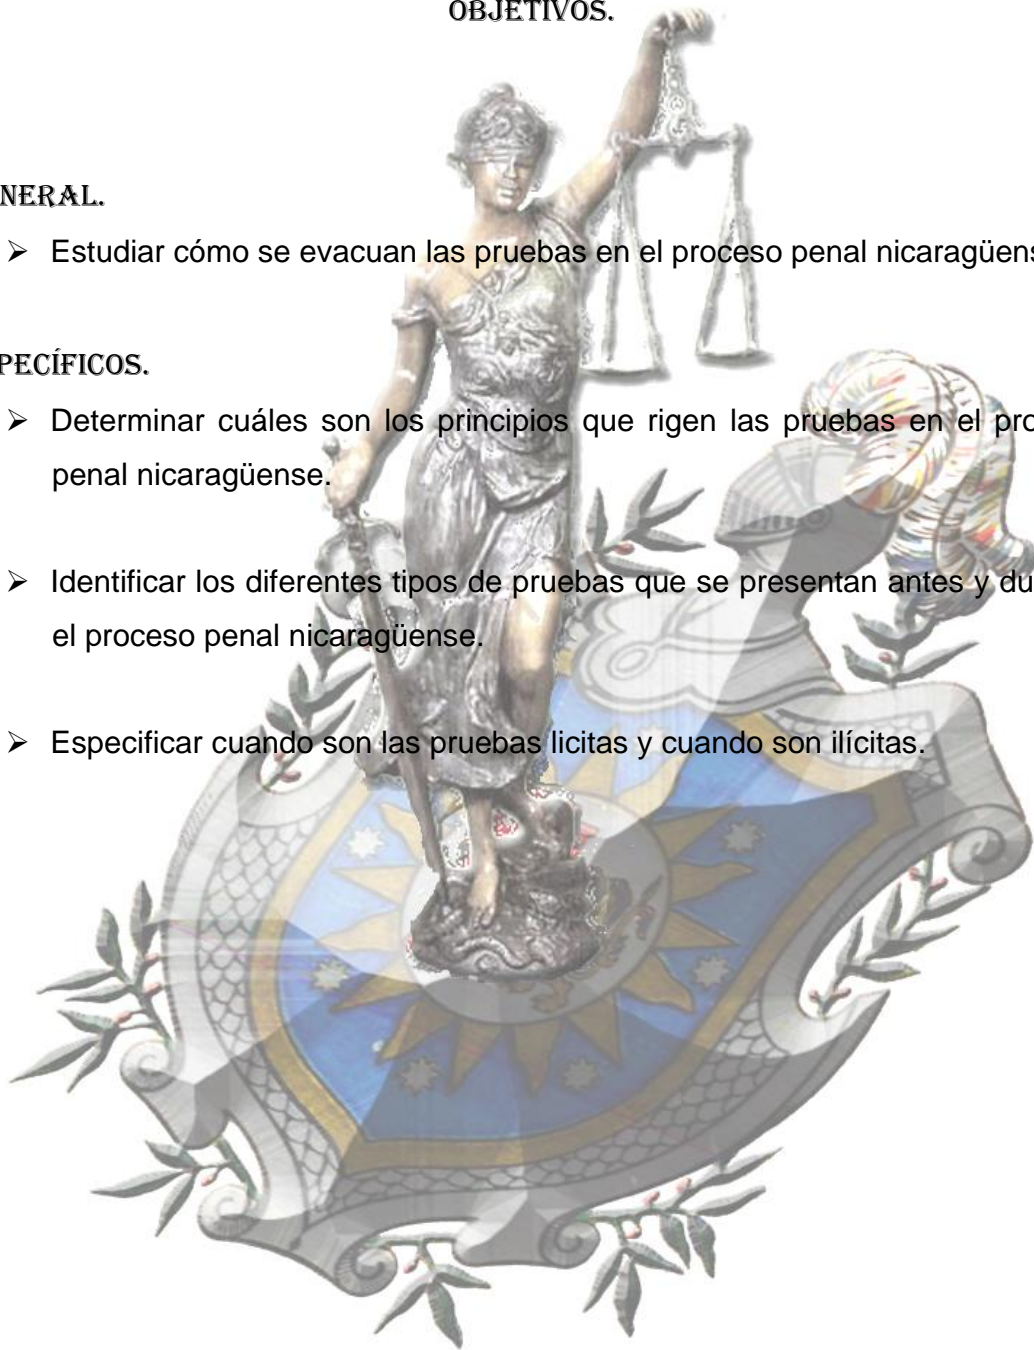 OBJETIVOS.
NERAL.
➢ Estudiar cómo se evacuan las pruebas en el proceso penal nicaragüens
PECÍFICOS.
➢ Determinar cuáles son los principios que rigen las pruebas en el pro
penal nicaragüense.
➢ Identificar los diferentes tipos de pruebas que se presentan antes y du
el proceso penal nicaragüense.
➢ Especificar cuando son las pruebas licitas y cuando son ilícitas.